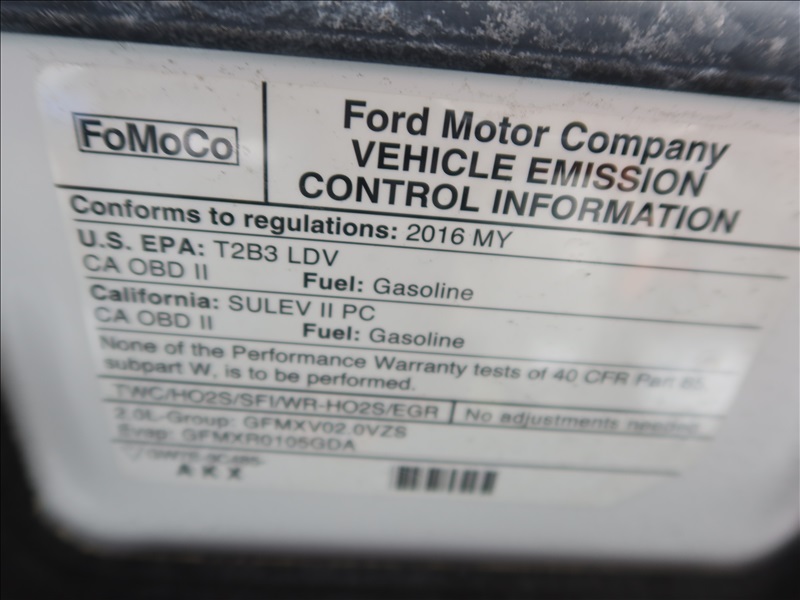 FoMoCo
Ford Motor Company
VEHICLE EMISSION
CONTROL INFORMATION
Conforms to regulations: 2016 MY
U.S. EPA: T2B3 LDV
CA OBD II Fuel: Gasoline
California: SULEV II PC
CA OBD II Fuel: Gasoline
None of the Performance Warranty tests of 40 CFR Part 85,
subpart W, is to be performed.
TWC/HO2S/SFI/WR-HO2S/EGR No adjustments needed.
2.0L-Group: GFMXV02.0VZS
Evap: GFMXR0105GDA
AKX